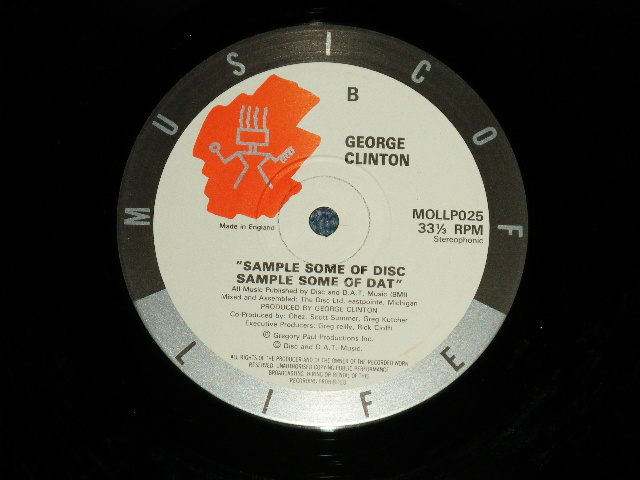 MUSIC OF LIFE
B
GEORGE
CLINTON
Made in England
MOLLP025
33⅓ RPM
Stereophonic
"SAMPLE SOME OF DISC
SAMPLE SOME OF DAT"
All Music Published by Disc and D.A.T. Music (BMI)
Mixed and Assembled: The Disc Ltd, eastpointe, Michigan
PRODUCED BY GEORGE CLINTON
Co-Produced by: Chez. Scott Summer, Greg Kutcher
Executive Producers: Greg reilly, Rick Cioffi
℗ Gregory Paul Productions Inc.
© Disc and D.A.T. Music.
ALL RIGHTS OF THE PRODUCER AND OF THE OWNER OF THE RECORDED WORK
RESERVED. UNAUTHORISED COPYING PUBLIC PERFORMANCE
BROADCASTING. HIRING OR RENTAL OF THIS
RECORDING PROHIBITED